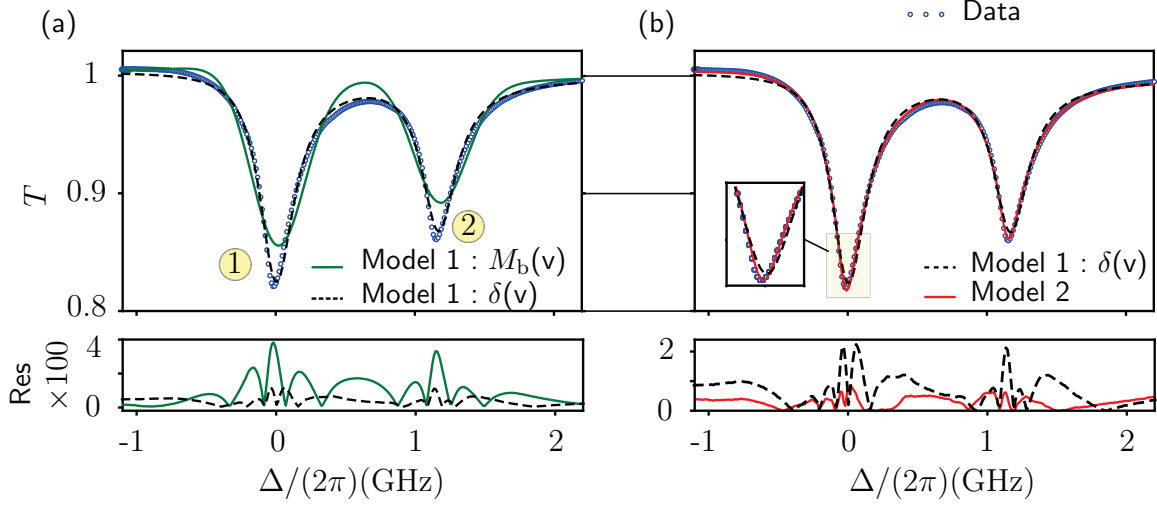 (a)
(b)
Data
T
1
0.9
0.8
1
2
Model 1 : M_b(v)
Model 1 : δ(v)
Model 1 : δ(v)
Model 2
Res
×100
4
0
2
0
-1
0
1
2
-1
0
1
2
Δ/(2π)(GHz)
Δ/(2π)(GHz)